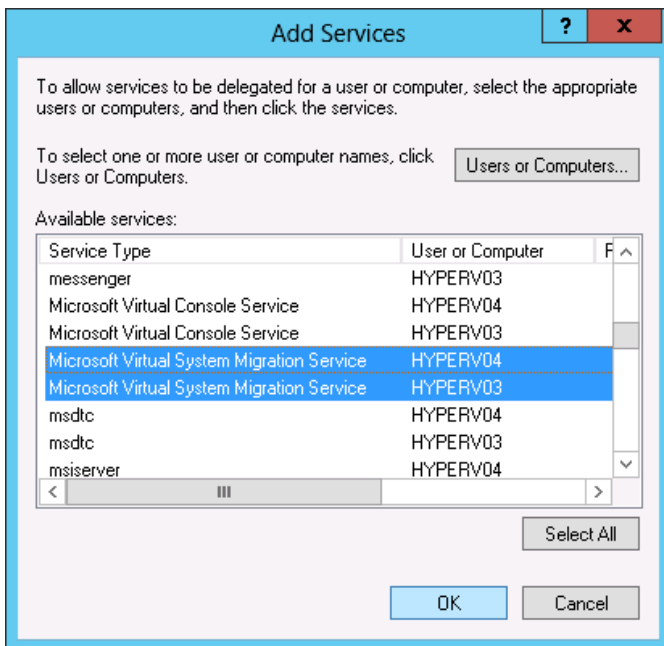 Add Services
?
x
To allow services to be delegated for a user or computer, select the appropriate
users or computers, and then click the services.
To select one or more user or computer names, click
Users or Computers.
Users or Computers...
Available services:
Service Type User or Computer
messenger HYPERV03
Microsoft Virtual Console Service HYPERV04
Microsoft Virtual Console Service HYPERV03
Microsoft Virtual System Migration Service HYPERV04
Microsoft Virtual System Migration Service HYPERV03
msdtc HYPERV04
msdtc HYPERV03
msiserver HYPERV04
Select All
OK Cancel